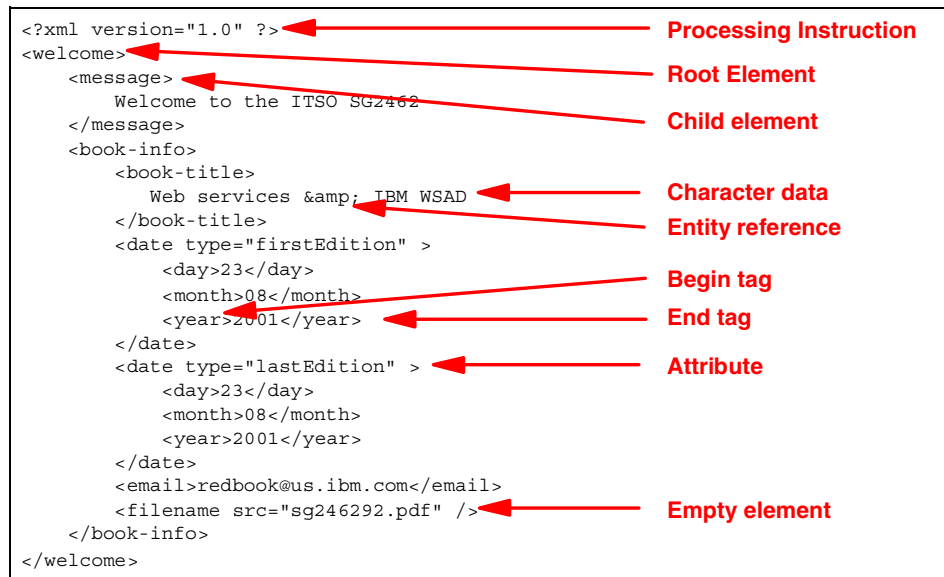 <?xml version="1.0" ?> Processing Instruction
<welcome> Root Element
<message>
Welcome to the ITSO SG2462
</message> Child element
<book-info>
<book-title>
Web services &amp; IBM WSAD Character data
</book-title> Entity reference
<date type="firstEdition" >
<day>23</day> Begin tag
<month>08</month>
<year>2001</year> End tag
</date>
<date type="lastEdition" > Attribute
<day>23</day>
<month>08</month>
<year>2001</year>
</date>
<email>redbook@us.ibm.com</email>
<filename src="sg246292.pdf" /> Empty element
</book-info>
</welcome>